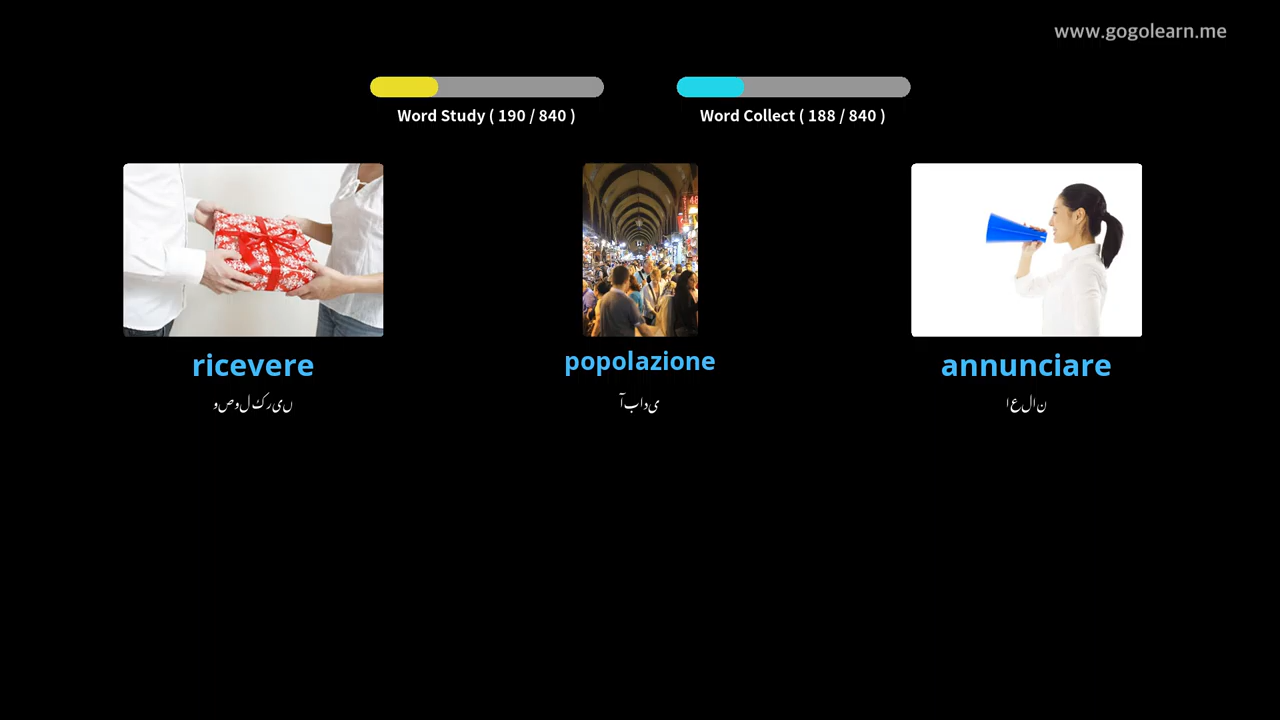 www.gogolearn.me
Word Study ( 190 / 840 )
Word Collect ( 188 / 840 )
ricevere
popolazione
annunciare
وصول کریں
آبادی
اعلان